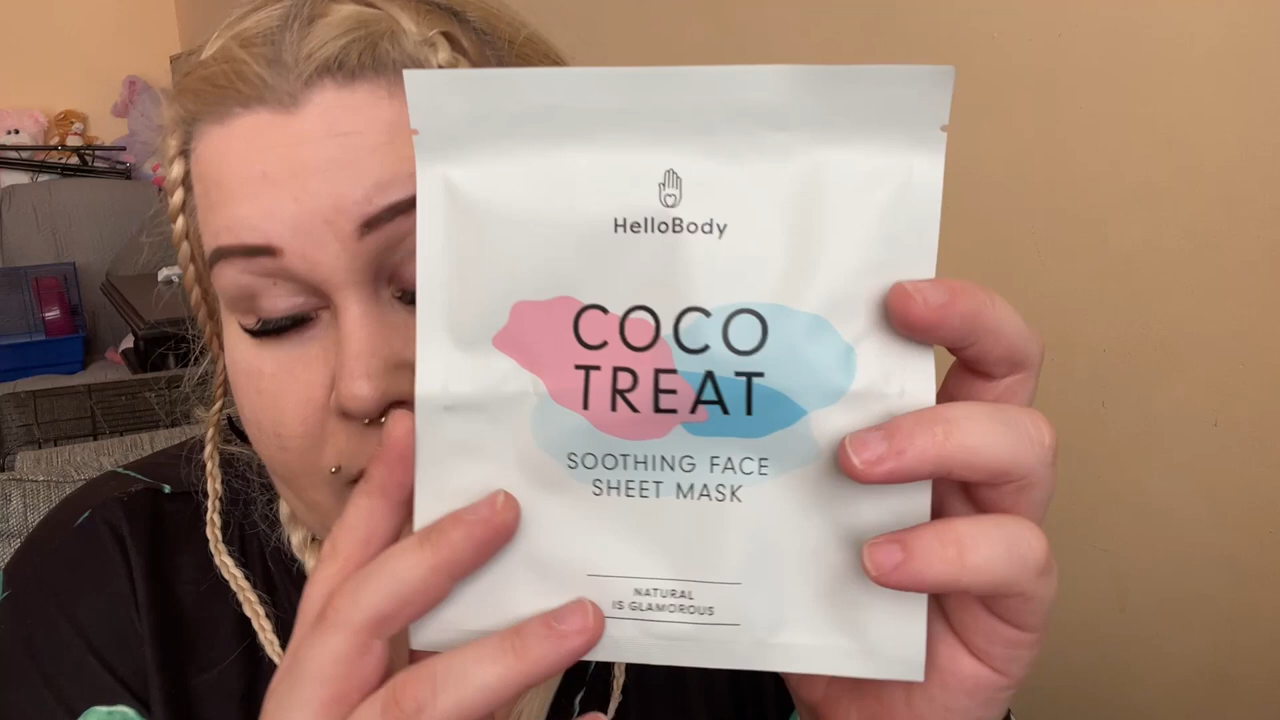 HelloBody
COCO
TREAT
SOOTHING FACE
SHEET MASK
NATURAL
IS GLAMOROUS